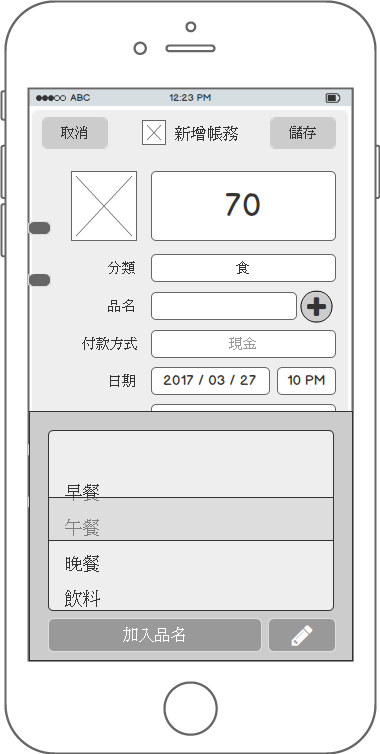 ABC 12:23 PM
取消 新增帳務 儲存
70
分類 食
品名
付款方式 現金
日期 2017 / 03 / 27 10 PM
早餐
午餐
晚餐
飲料
加入品名